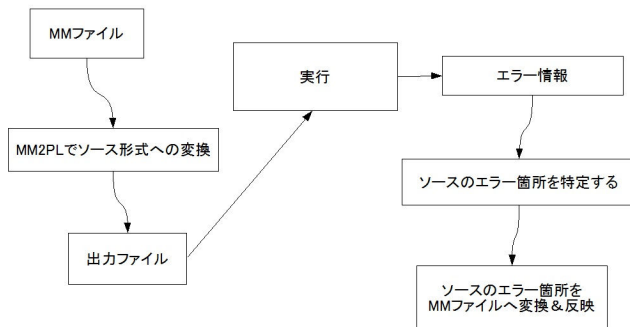 MMファイル
MM2PLでソース形式への変換
出力ファイル
実行
エラー情報
ソースのエラー箇所を特定する
ソースのエラー箇所を
MMファイルへ変換＆反映